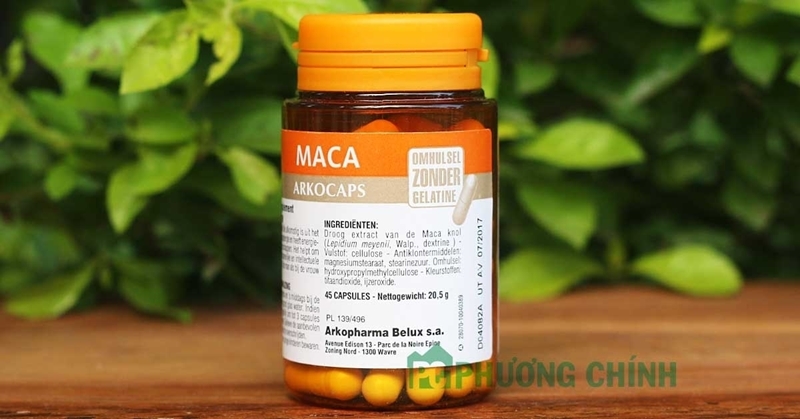 MACA
ARKOCAPS
OMHULSEL
ZONDER
GELATINE
INGREDIËNTEN:
Droog extract van de Maca knol
(Lepidium meyenii, Walp., dextrine) -
Vulstof: cellulose - Antiklontermiddelen:
magnesiumstearaat, stearinezuur. Omhulsel:
hydroxypropylmethylcellulose - Kleurstoffen:
titaandioxide, ijzeroxide.
45 CAPSULES - Nettogewicht: 20,5 g
PL 139/496
Arkopharma Belux s.a.
Avenue Edison 13 - Parc de la Noire Epine
Zoning Nord - 1300 Wavre
D04082A UT AV 07/2017
PHƯƠNG CHÍNH